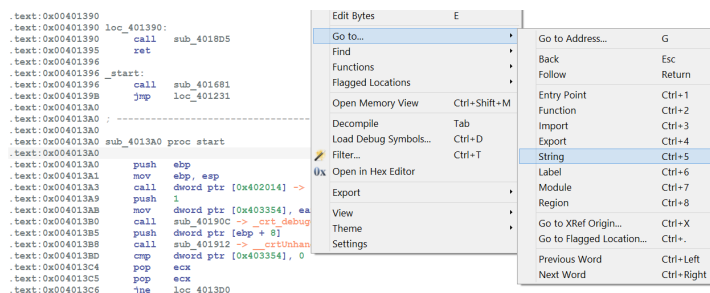 .text:0x00401390
.text:0x00401390 loc_401390:
.text:0x00401390 call sub_4018D5
.text:0x00401395 ret
.text:0x00401396
.text:0x00401396 _start:
.text:0x00401396 call sub_401681
.text:0x0040139B jmp loc_401231
.text:0x004013A0
.text:0x004013A0 ; --------------------------------
.text:0x004013A0
.text:0x004013A0 sub_4013A0 proc start
.text:0x004013A0
.text:0x004013A0 push ebp
.text:0x004013A1 mov ebp, esp
.text:0x004013A3 call dword ptr [0x402014] ->
.text:0x004013A9 push 1
.text:0x004013AB mov dword ptr [0x403354], ea
.text:0x004013B0 call sub_40190C -> _crt_debug
.text:0x004013B5 push dword ptr [ebp + 8]
.text:0x004013B8 call sub_401912 -> __crtUnhan
.text:0x004013BD cmp dword ptr [0x403354], 0
.text:0x004013C4 pop ecx
.text:0x004013C5 pop ecx
.text:0x004013C6 jne loc_4013D0
Edit Bytes E
Go to...
Find
Functions
Flagged Locations
Open Memory View Ctrl+Shift+M
Decompile Tab
Load Debug Symbols... Ctrl+D
Filter... Ctrl+T
0x Open in Hex Editor
Export
View
Theme
Settings
Go to Address... G
Back Esc
Follow Return
Entry Point Ctrl+1
Function Ctrl+2
Import Ctrl+3
Export Ctrl+4
String Ctrl+5
Label Ctrl+6
Module Ctrl+7
Region Ctrl+8
Go to XRef Origin... Ctrl+X
Go to Flagged Location... Ctrl+.
Previous Word Ctrl+Left
Next Word Ctrl+Right